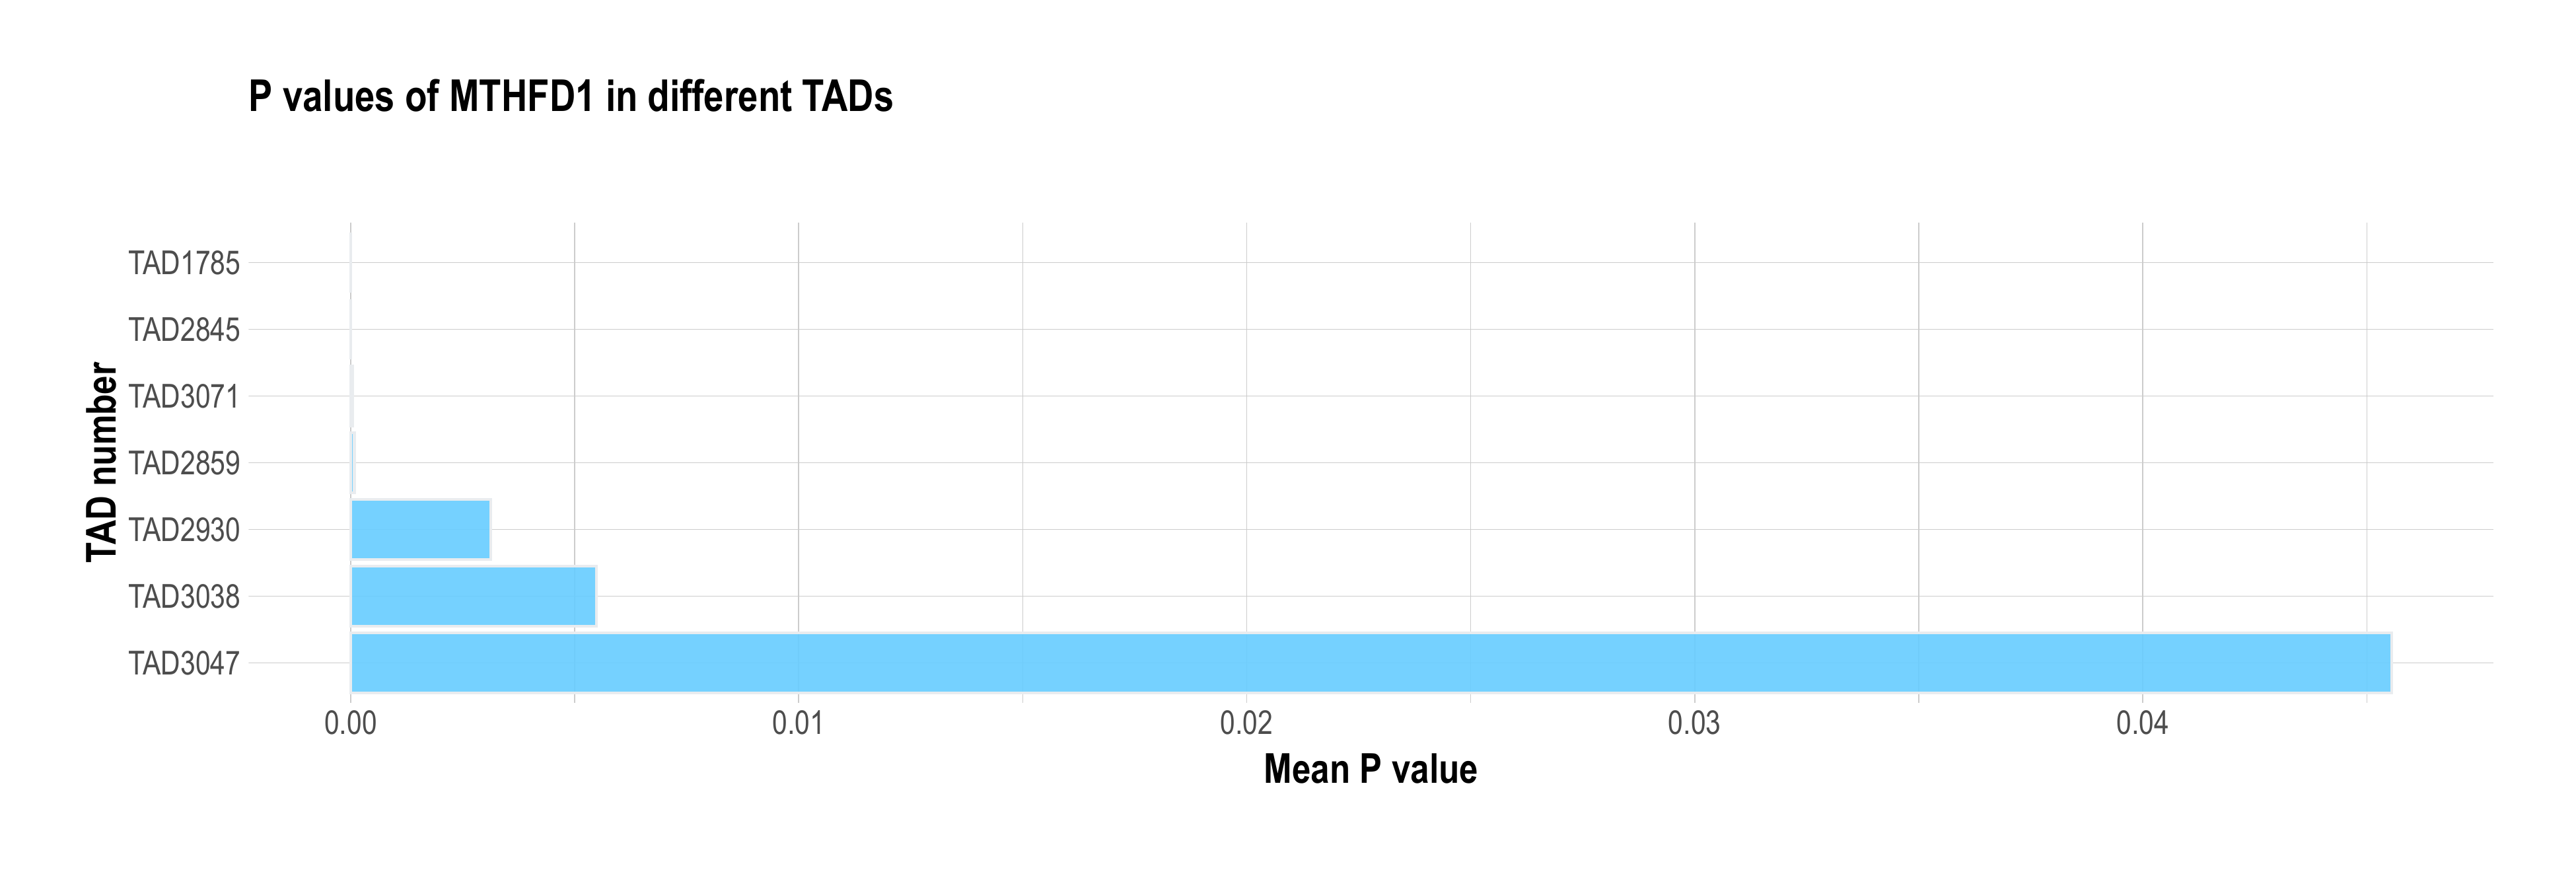 P values of MTHFD1 in different TADs
TAD number
TAD1785
TAD2845
TAD3071
TAD2859
TAD2930
TAD3038
TAD3047
0.00 0.01 0.02 0.03 0.04
Mean P value